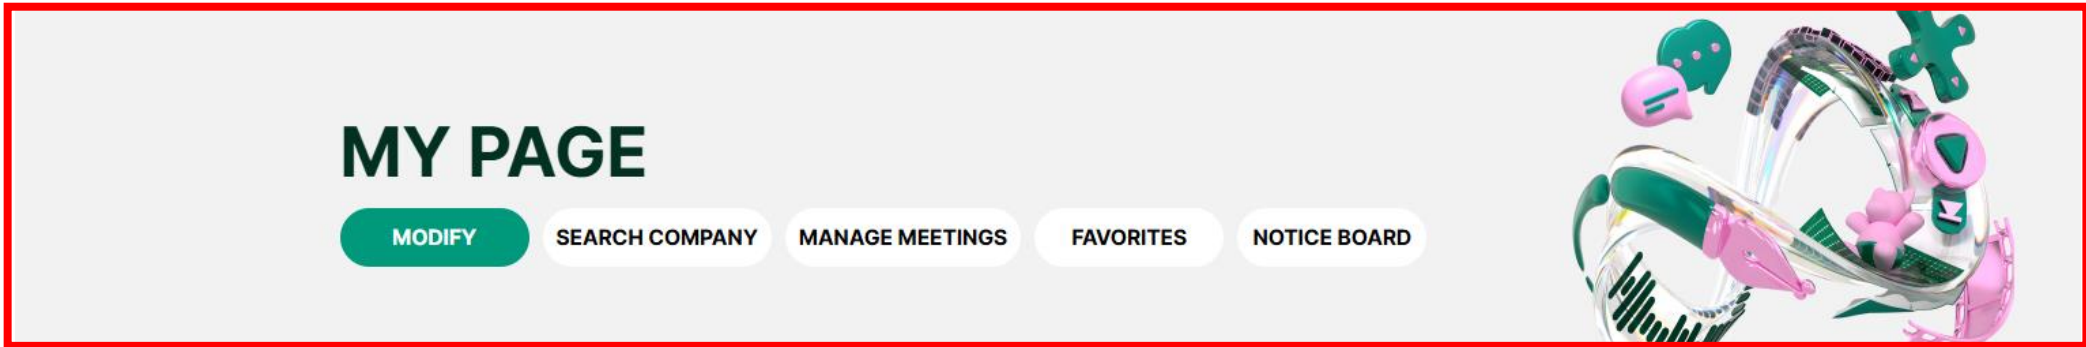 MY PAGE
MODIFY SEARCH COMPANY MANAGE MEETINGS FAVORITES NOTICE BOARD